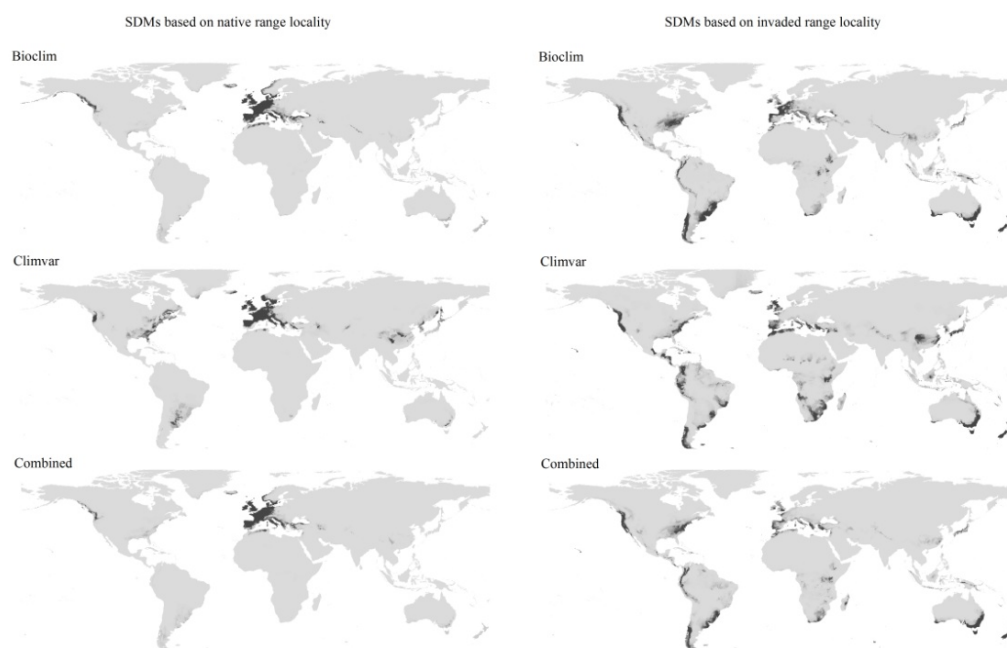 SDMs based on native range locality
SDMs based on invaded range locality
Bioclim
Bioclim
Climvar
Climvar
Combined
Combined